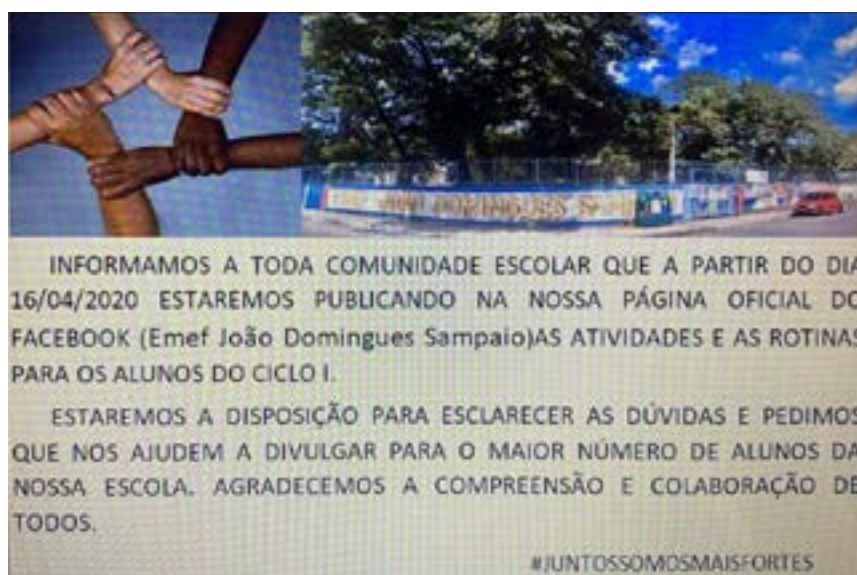 JOÃO DOMINGUES
INFORMAMOS A TODA COMUNIDADE ESCOLAR QUE A PARTIR DO DIA
16/04/2020 ESTAREMOS PUBLICANDO NA NOSSA PÁGINA OFICIAL DO
FACEBOOK (Emef João Domingues Sampaio)AS ATIVIDADES E AS ROTINAS
PARA OS ALUNOS DO CICLO I.
ESTAREMOS A DISPOSIÇÃO PARA ESCLARECER AS DÚVIDAS E PEDIMOS
QUE NOS AJUDEM A DIVULGAR PARA O MAIOR NÚMERO DE ALUNOS DA
NOSSA ESCOLA. AGRADECEMOS A COMPREENSÃO E COLABORAÇÃO DE
TODOS.
#JUNTOSSOMOSMAISFORTES